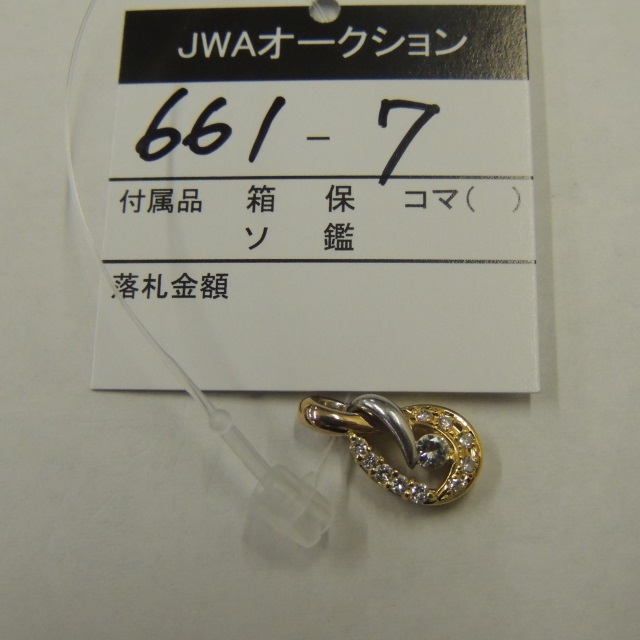 JWAオークション
661-7
付属品 箱 保 コマ( )
ソ 鑑
落札金額